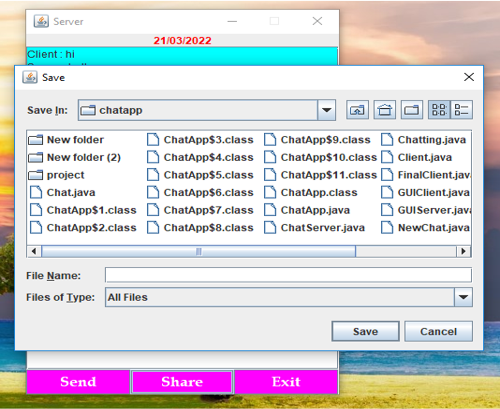 Server
21/03/2022
Client : hi
Save
Save In: chatapp
New folder ChatApp$3.class ChatApp$9.class Chatting.java
New folder (2) ChatApp$4.class ChatApp$10.class Client.java
project ChatApp$5.class ChatApp$11.class FinalClient.java
Chat.java ChatApp$6.class ChatApp.class GUIClient.java
ChatApp$1.class ChatApp$7.class ChatApp.java GUIServer.java
ChatApp$2.class ChatApp$8.class ChatServer.java NewChat.java
File Name:
Files of Type: All Files
Save Cancel
Send Share Exit